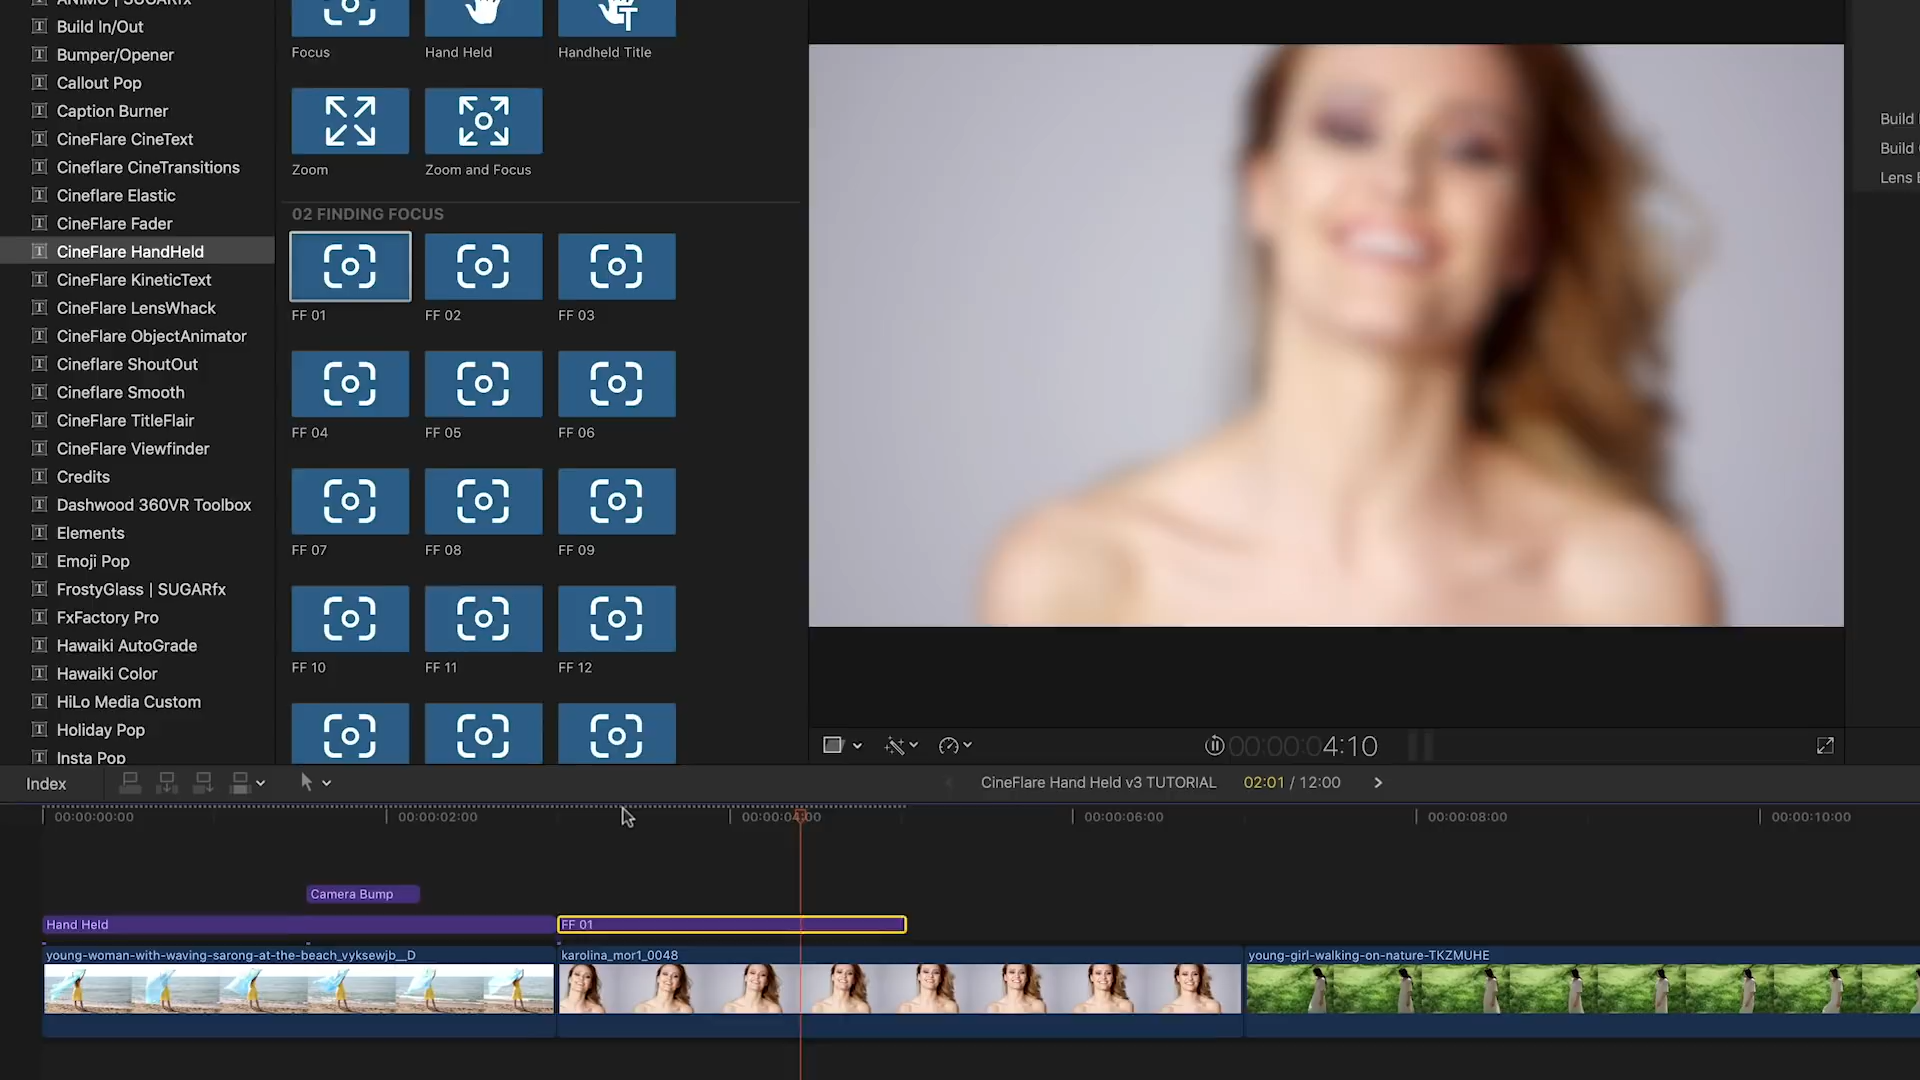 ANIMO | SUGARfx
Build In/Out
Bumper/Opener
Callout Pop
Caption Burner
CineFlare CineText
Cineflare CineTransitions
Cineflare Elastic
CineFlare Fader
CineFlare HandHeld
CineFlare KineticText
CineFlare LensWhack
CineFlare ObjectAnimator
Cineflare ShoutOut
Cineflare Smooth
CineFlare TitleFlair
CineFlare Viewfinder
Credits
Dashwood 360VR Toolbox
Elements
Emoji Pop
FrostyGlass | SUGARfx
FxFactory Pro
Hawaiki AutoGrade
Hawaiki Color
HiLo Media Custom
Holiday Pop
Insta Pop
Focus
Hand Held
Handheld Title
Zoom
Zoom and Focus
02 FINDING FOCUS
FF 01
FF 02
FF 03
FF 04
FF 05
FF 06
FF 07
FF 08
FF 09
FF 10
FF 11
FF 12
Build
Build
Lens
00:00:04:10
Index
CineFlare Hand Held v3 TUTORIAL
02:01 / 12:00
00:00:00:00
00:00:02:00
00:00:04:00
00:00:06:00
00:00:08:00
00:00:10:00
Camera Bump
Hand Held
FF 01
young-woman-with-waving-sarong-at-the-beach_vyksewjb__D
karolina_mor1_0048
young-girl-walking-on-nature-TKZMUHE